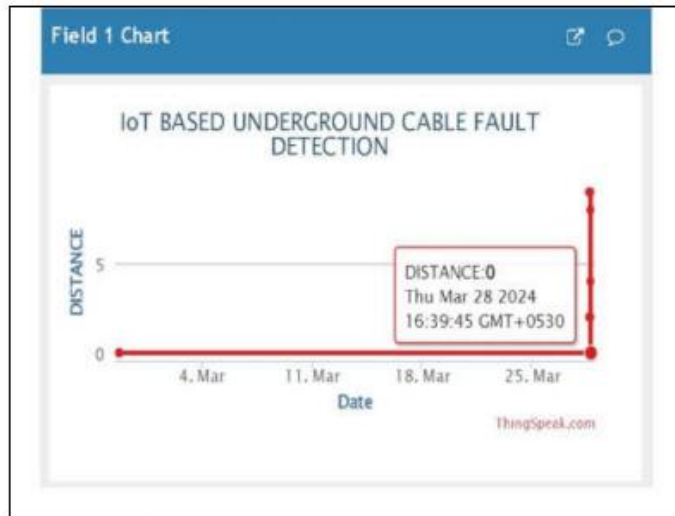 Field 1 Chart
IoT BASED UNDERGROUND CABLE FAULT
DETECTION
DISTANCE
5
0
DISTANCE:0
Thu Mar 28 2024
16:39:45 GMT+0530
4. Mar
11. Mar
18. Mar
25. Mar
Date
ThingSpeak.com